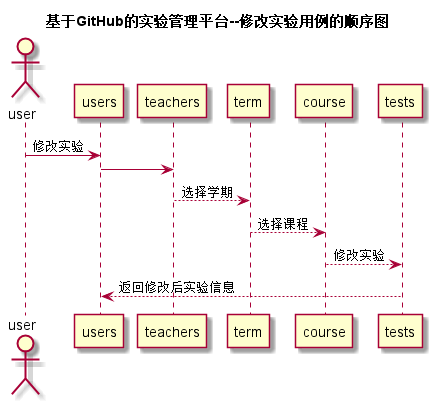 基于GitHub的实验管理平台--修改实验用例的顺序图
user
users
teachers
term
course
tests
修改实验
选择学期
选择课程
修改实验
返回修改后实验信息
user
users
teachers
term
course
tests